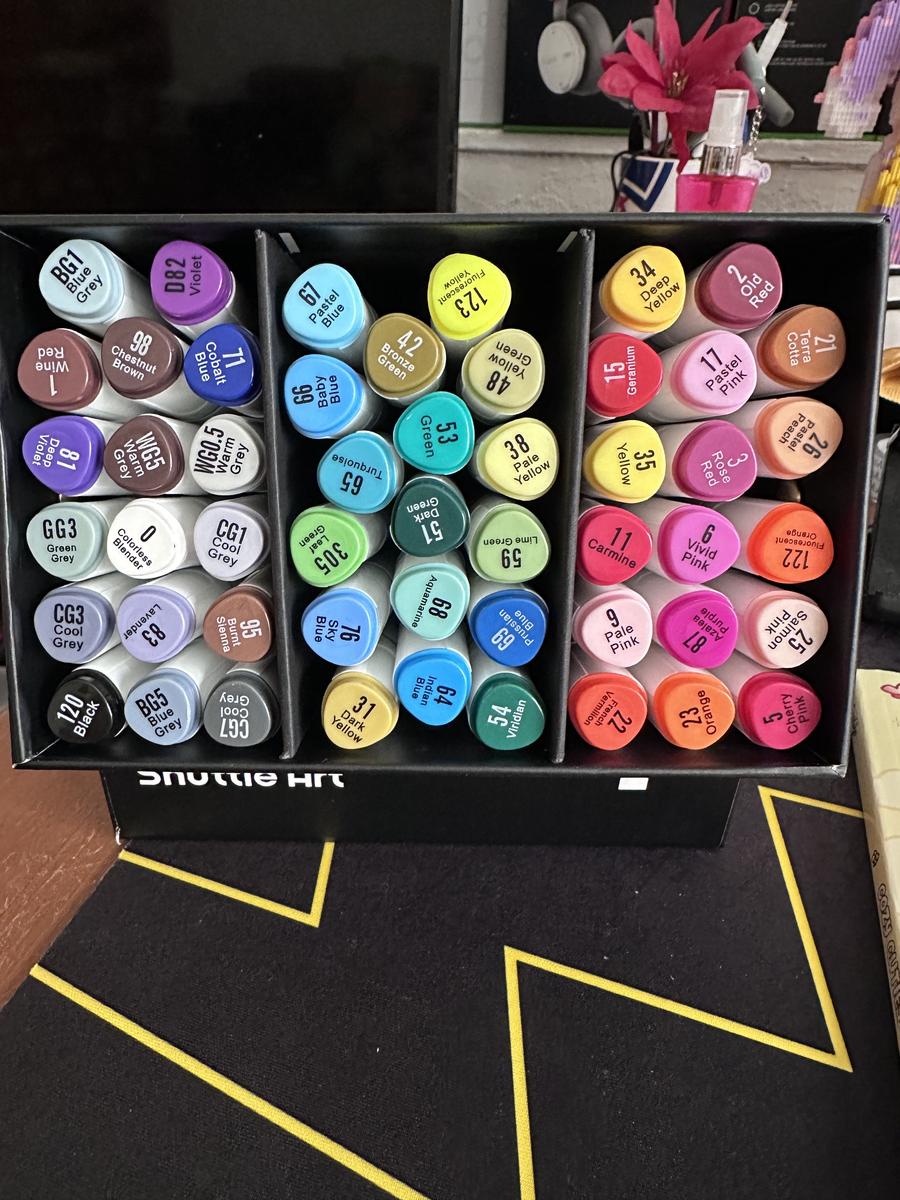 BG1
Blue
Grey
D82
Violet
1
Wine
Red
98
Chestnut
Brown
71
Cobalt
Blue
81
Deep
Violet
WG5
Warm
Grey
WG0.5
Warm
Grey
GG3
Green
Grey
0
Colorless
Blender
CG1
Cool
Grey
CG3
Cool
Grey
83
Lavender
95
Burnt
Sienna
120
Black
BG5
Blue
Grey
CG7
Cool
Grey
67
Pastel
Blue
123
Fluorescent
Yellow
42
Bronze
Green
48
Yellow
Green
66
Baby
Blue
53
Green
38
Pale
Yellow
65
Turquoise
51
Dark
Green
305
Leaf
Green
59
Lime Green
68
Aquamarine
76
Sky
Blue
69
Prussian
Blue
64
Indian
Blue
31
Dark
Yellow
54
Viridian
34
Deep
Yellow
2
Old
Red
15
Geranium
17
Pastel
Pink
21
Terra
Cotta
35
Yellow
3
Rose
Red
26
Pastel
Peach
11
Carmine
6
Vivid
Pink
122
Fluorescent
Orange
9
Pale
Pink
87
Azalea
Purple
25
Salmon
Pink
22
French
Vermilion
23
Orange
5
Cherry
Pink
Shuttle Art